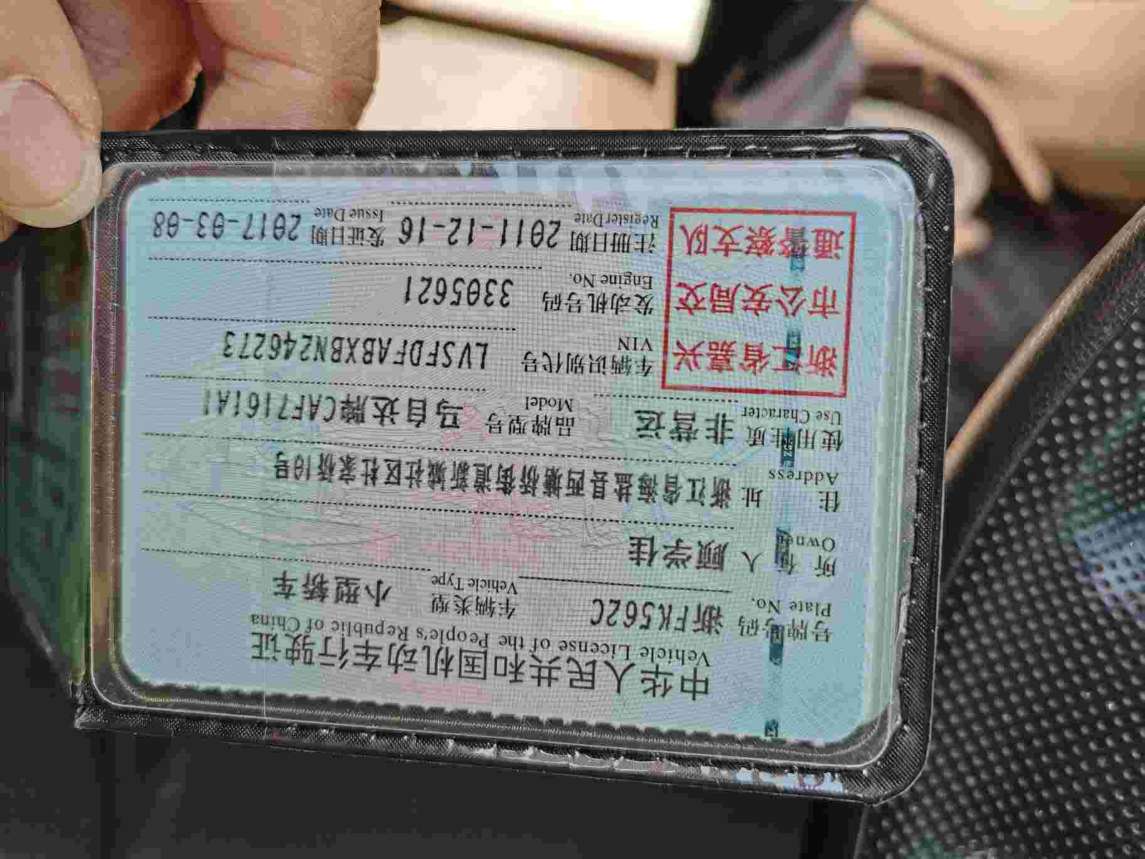 中华人民共和国机动车行驶证
Vehicle License of the People's Republic of China
号牌号码 浙FK562C 车辆类型 小型轿车
Plate No. Vehicle Type
所有人 顾学佳
Owner
住址 浙江省海盐县西塘桥街道新城社区杜家桥10号
Address
使用性质 非营运 品牌型号 马自达牌CAF7161A1
Use Character Model
浙江省嘉兴
市公安局交
通警察支队
车辆识别代号 LVSFDFABXBN246273
VIN
发动机号码 3305621
Engine No.
注册日期 2011-12-16 发证日期 2017-03-08
Register Date Issue Date